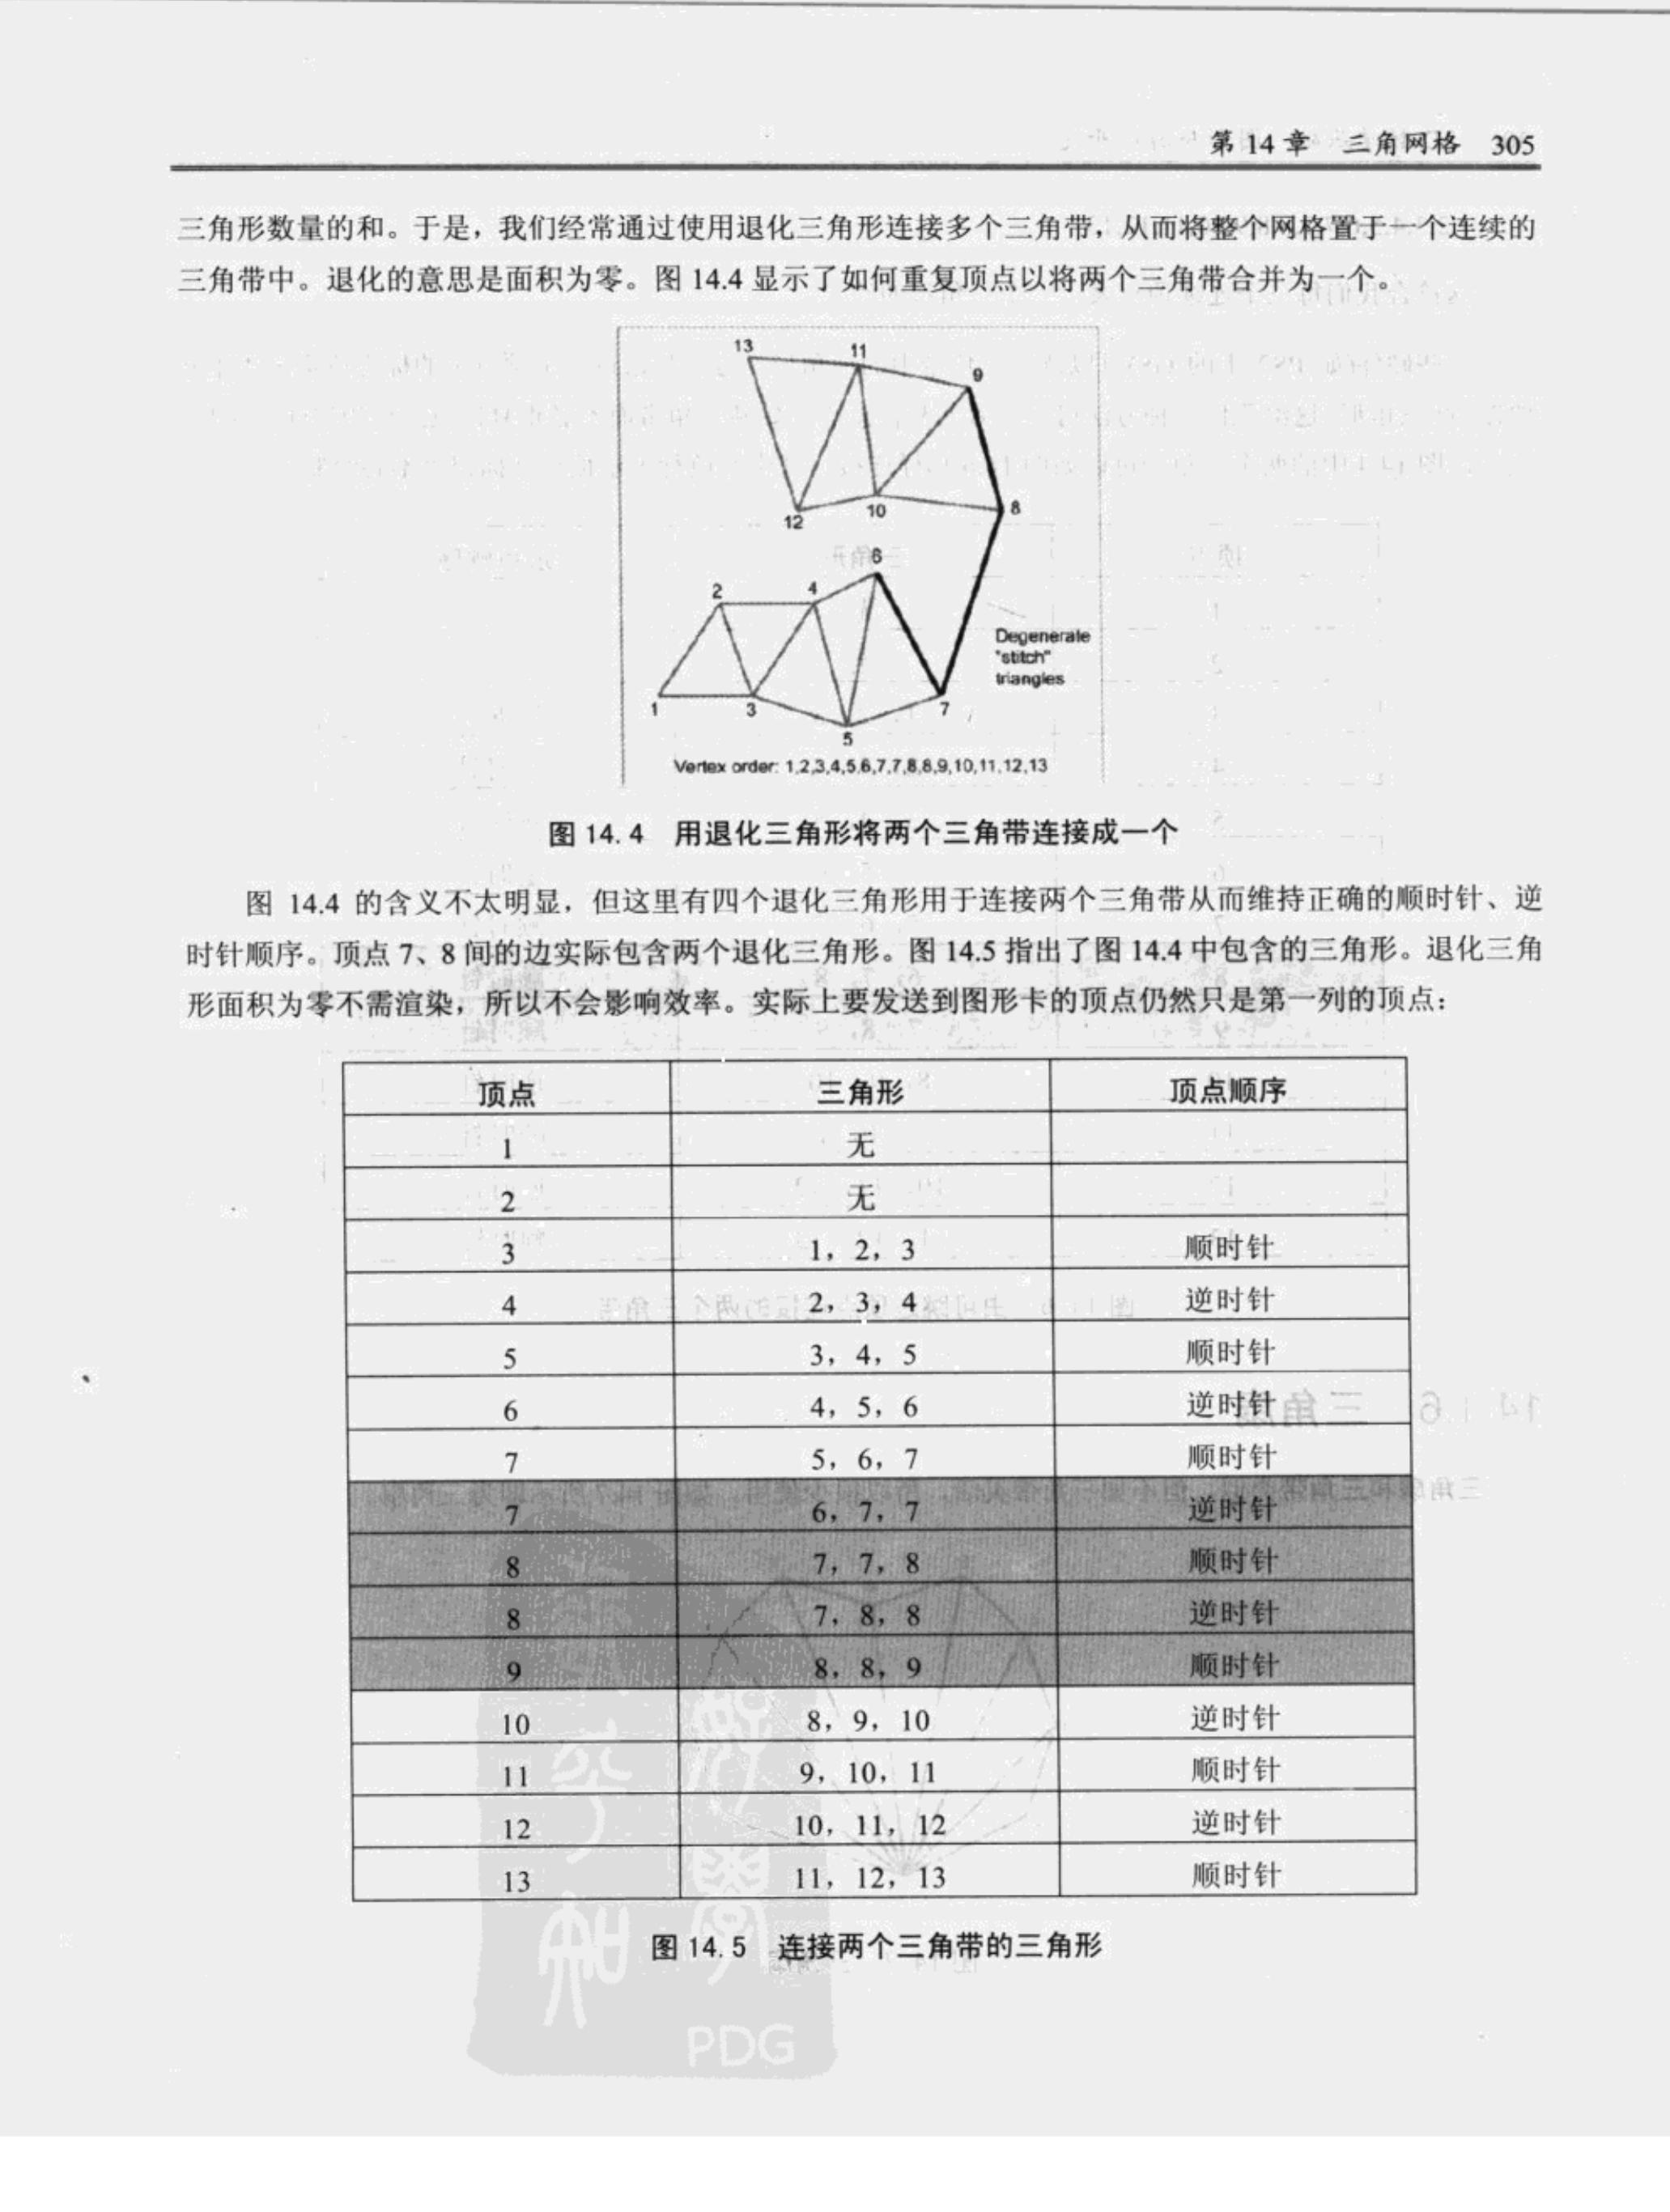 第 14 章 三角网格 305
三角形数量的和。于是，我们经常通过使用退化三角形连接多个三角带，从而将整个网格置于一个连续的
三角带中。退化的意思是面积为零。图 14.4 显示了如何重复顶点以将两个三角带合并为一个。
13
11
9
12
10
8
6
2
4
Degenerate
"stitch"
triangles
1
3
7
5
Vertex order: 1,2,3,4,5,6,7,7,8,8,9,10,11,12,13
图 14.4 用退化三角形将两个三角带连接成一个
图 14.4 的含义不太明显，但这里有四个退化三角形用于连接两个三角带从而维持正确的顺时针、逆
时针顺序。顶点 7、8 间的边实际包含两个退化三角形。图 14.5 指出了图 14.4 中包含的三角形。退化三角
形面积为零不需渲染，所以不会影响效率。实际上要发送到图形卡的顶点仍然只是第一列的顶点：
顶点 三角形 顶点顺序
1 无
2 无
3 1，2，3 顺时针
4 2，3，4 逆时针
5 3，4，5 顺时针
6 4，5，6 逆时针
7 5，6，7 顺时针
7 6，7，7 逆时针
8 7，7，8 顺时针
8 7，8，8 逆时针
9 8，8，9 顺时针
10 8，9，10 逆时针
11 9，10，11 顺时针
12 10，11，12 逆时针
13 11，12，13 顺时针
图 14.5 连接两个三角带的三角形
PDG